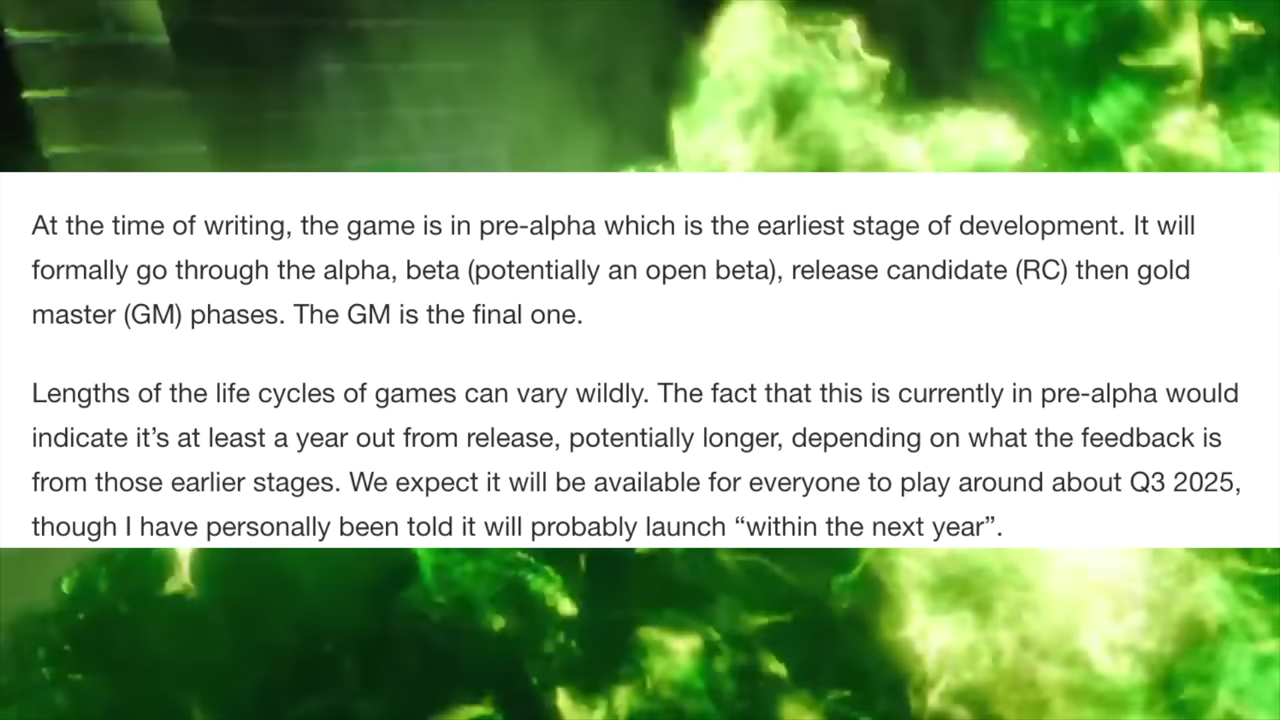 At the time of writing, the game is in pre-alpha which is the earliest stage of development. It will
formally go through the alpha, beta (potentially an open beta), release candidate (RC) then gold
master (GM) phases. The GM is the final one.
Lengths of the life cycles of games can vary wildly. The fact that this is currently in pre-alpha would
indicate it’s at least a year out from release, potentially longer, depending on what the feedback is
from those earlier stages. We expect it will be available for everyone to play around about Q3 2025,
though I have personally been told it will probably launch “within the next year”.